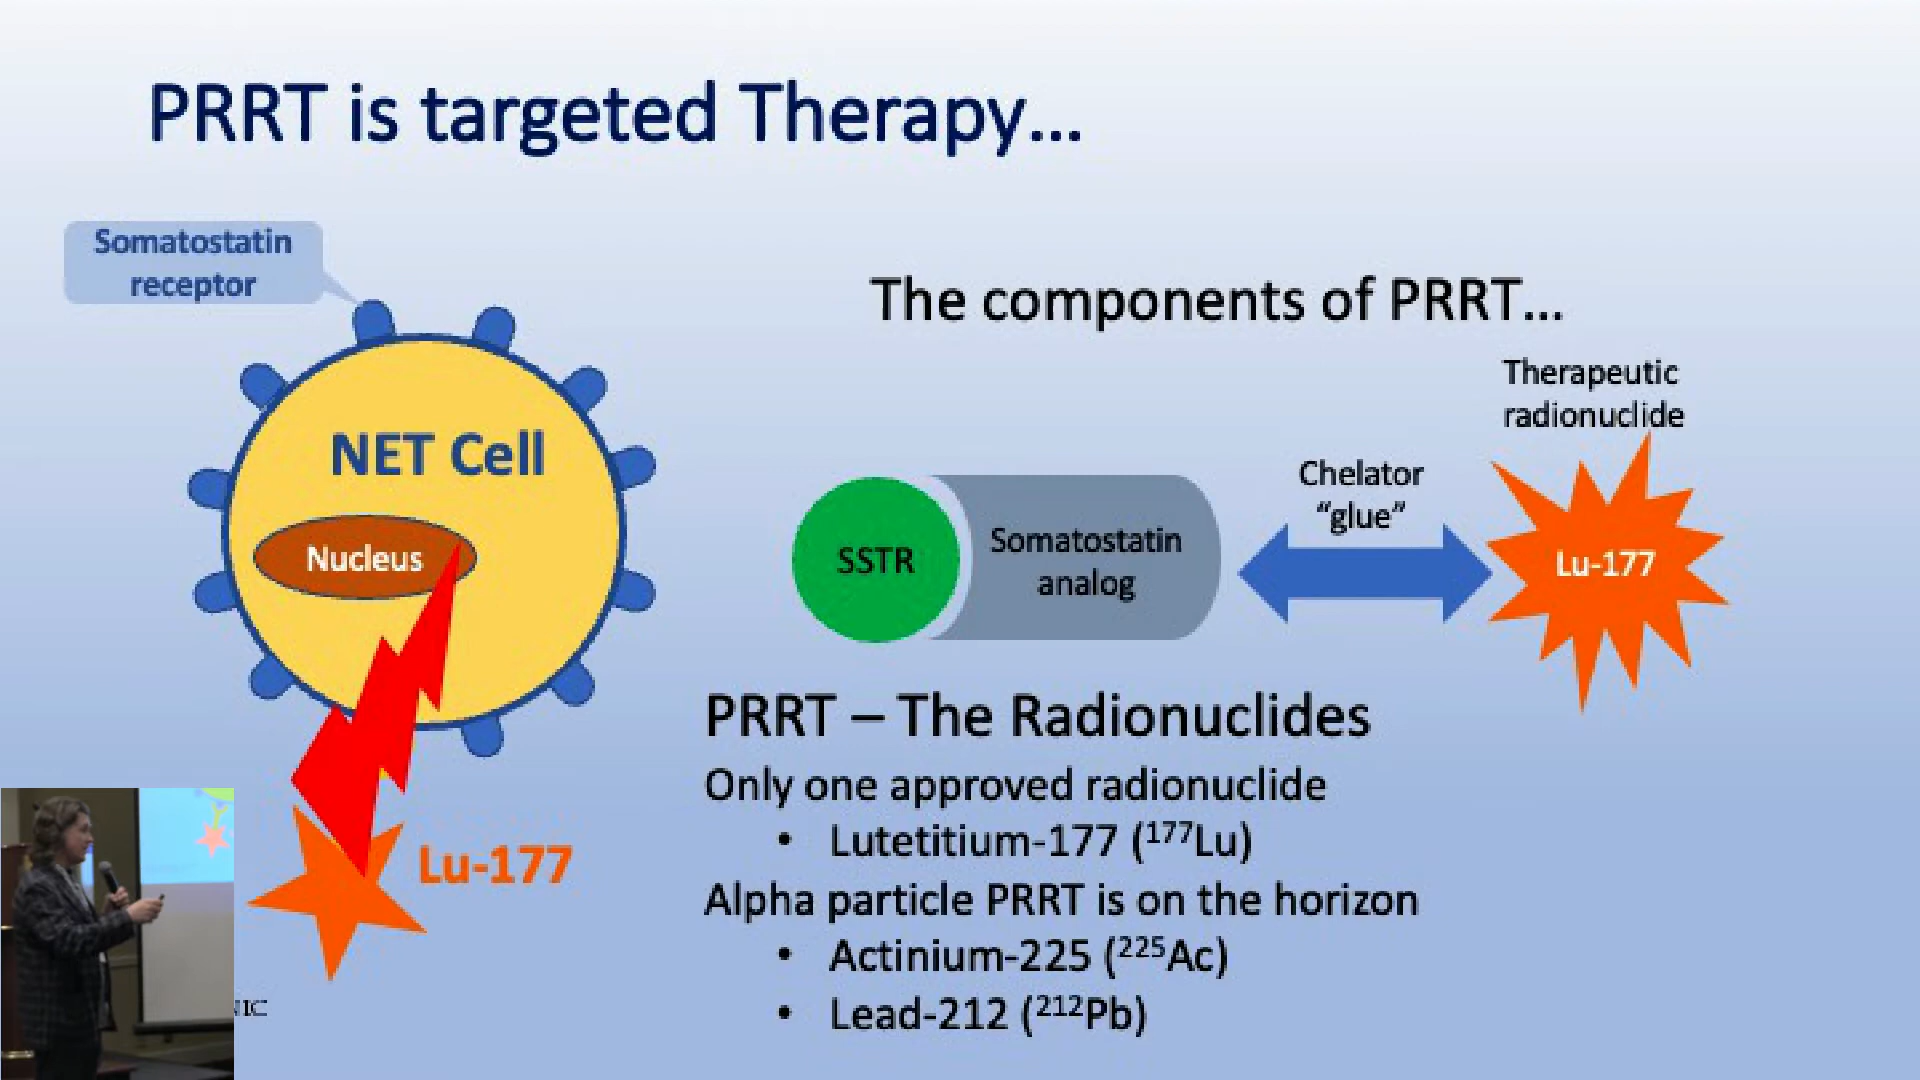 PRRT is targeted Therapy...
Somatostatin
receptor
NET Cell
Nucleus
Lu-177
The components of PRRT...
Therapeutic
radionuclide
Chelator
“glue”
SSTR
Somatostatin
analog
Lu-177
PRRT – The Radionuclides
Only one approved radionuclide
• Lutetitium-177 (¹⁷⁷Lu)
Alpha particle PRRT is on the horizon
• Actinium-225 (²²⁵Ac)
• Lead-212 (²¹²Pb)
NIC